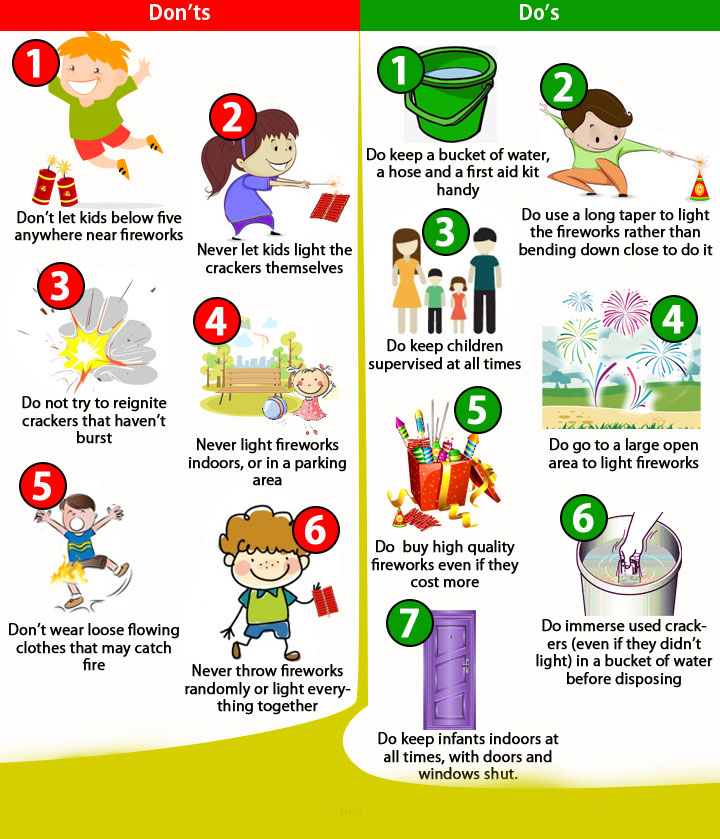 Don'ts
1
Don't let kids below five
anywhere near fireworks
2
Never let kids light the
crackers themselves
3
Do not try to reignite
crackers that haven't
burst
4
Never light fireworks
indoors, or in a parking
area
5
Don't wear loose flowing
clothes that may catch
fire
6
Never throw fireworks
randomly or light every-
thing together
Do's
1
Do keep a bucket of water,
a hose and a first aid kit
handy
2
Do use a long taper to light
the fireworks rather than
bending down close to do it
3
Do keep children
supervised at all times
4
Do go to a large open
area to light fireworks
5
Do buy high quality
fireworks even if they
cost more
6
Do immerse used crack-
ers (even if they didn't
light) in a bucket of water
before disposing
7
Do keep infants indoors at
all times, with doors and
windows shut.